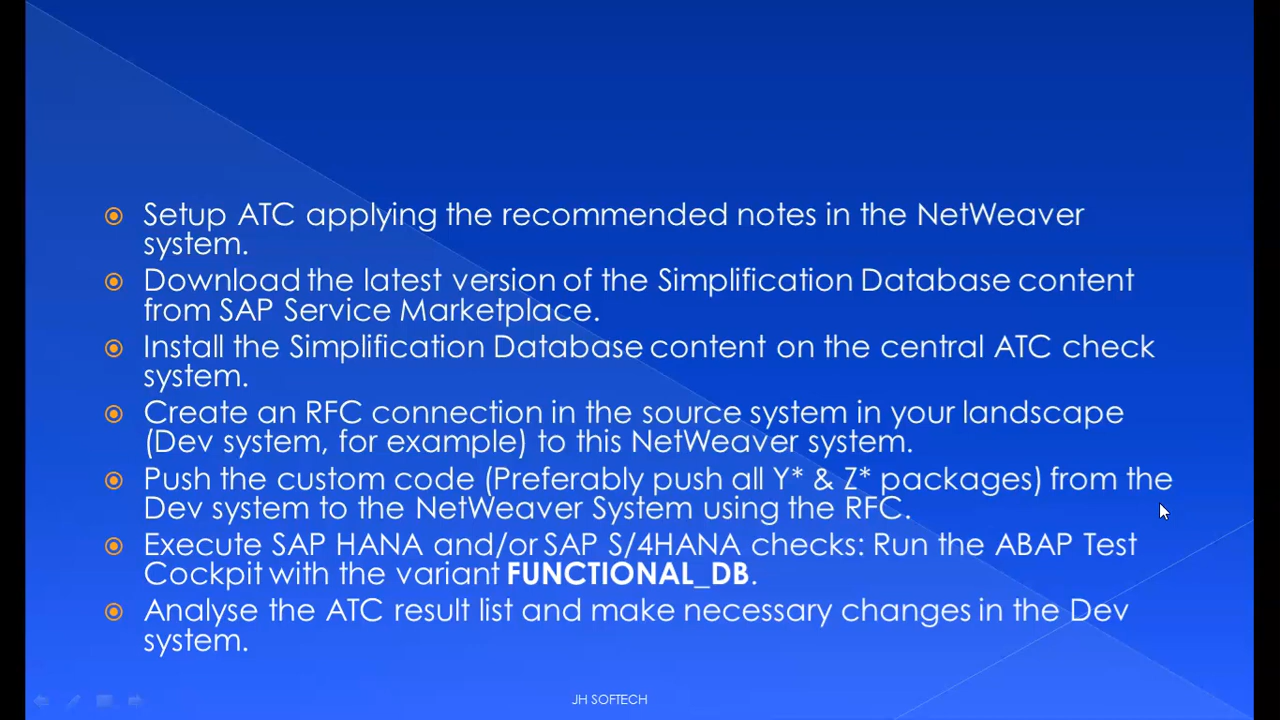 Setup ATC applying the recommended notes in the NetWeaver
system.
Download the latest version of the Simplification Database content
from SAP Service Marketplace.
Install the Simplification Database content on the central ATC check
system.
Create an RFC connection in the source system in your landscape
(Dev system, for example) to this NetWeaver system.
Push the custom code (Preferably push all Y* & Z* packages) from the
Dev system to the NetWeaver System using the RFC.
Execute SAP HANA and/or SAP S/4HANA checks: Run the ABAP Test
Cockpit with the variant FUNCTIONAL_DB.
Analyse the ATC result list and make necessary changes in the Dev
system.
JH SOFTECH